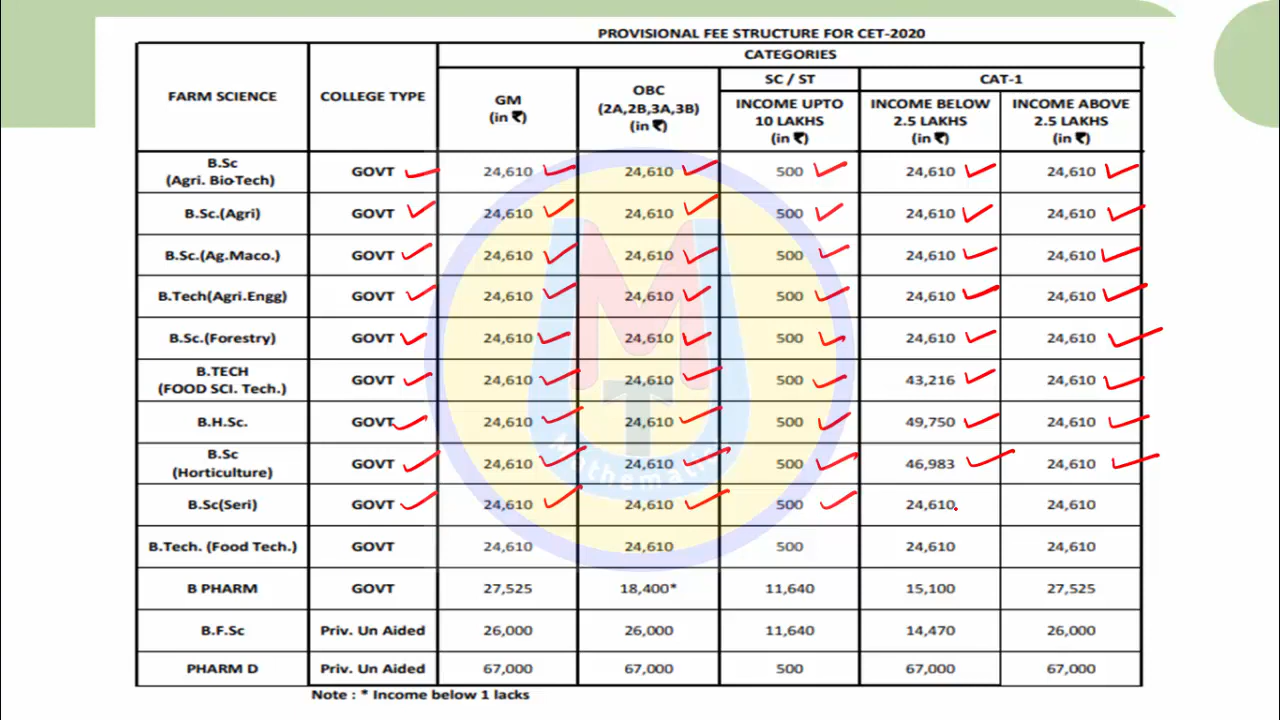 PROVISIONAL FEE STRUCTURE FOR CET-2020
FARM SCIENCE COLLEGE TYPE CATEGORIES
GM
(in ₹)
OBC
(2A,2B,3A,3B)
(in ₹)
SC / ST
INCOME UPTO
10 LAKHS
(in ₹)
CAT-1
INCOME BELOW
2.5 LAKHS
(in ₹)
INCOME ABOVE
2.5 LAKHS
(in ₹)
B.Sc
(Agri. Bio-Tech)
GOVT 24,610 24,610 500 24,610 24,610
B.Sc.(Agri) GOVT 24,610 24,610 500 24,610 24,610
B.Sc.(Ag.Maco.) GOVT 24,610 24,610 500 24,610 24,610
B.Tech(Agri.Engg) GOVT 24,610 24,610 500 24,610 24,610
B.Sc.(Forestry) GOVT 24,610 24,610 500 24,610 24,610
B.TECH
(FOOD SCI. Tech.)
GOVT 24,610 24,610 500 43,216 24,610
B.H.Sc. GOVT 24,610 24,610 500 49,750 24,610
B.Sc
(Horticulture)
GOVT 24,610 24,610 500 46,983 24,610
B.Sc(Seri) GOVT 24,610 24,610 500 24,610 24,610
B.Tech. (Food Tech.) GOVT 24,610 24,610 500 24,610 24,610
B PHARM GOVT 27,525 18,400* 11,640 15,100 27,525
B.F.Sc Priv. Un Aided 26,000 26,000 11,640 14,470 26,000
PHARM D Priv. Un Aided 67,000 67,000 500 67,000 67,000
Note : * Income below 1 lacks